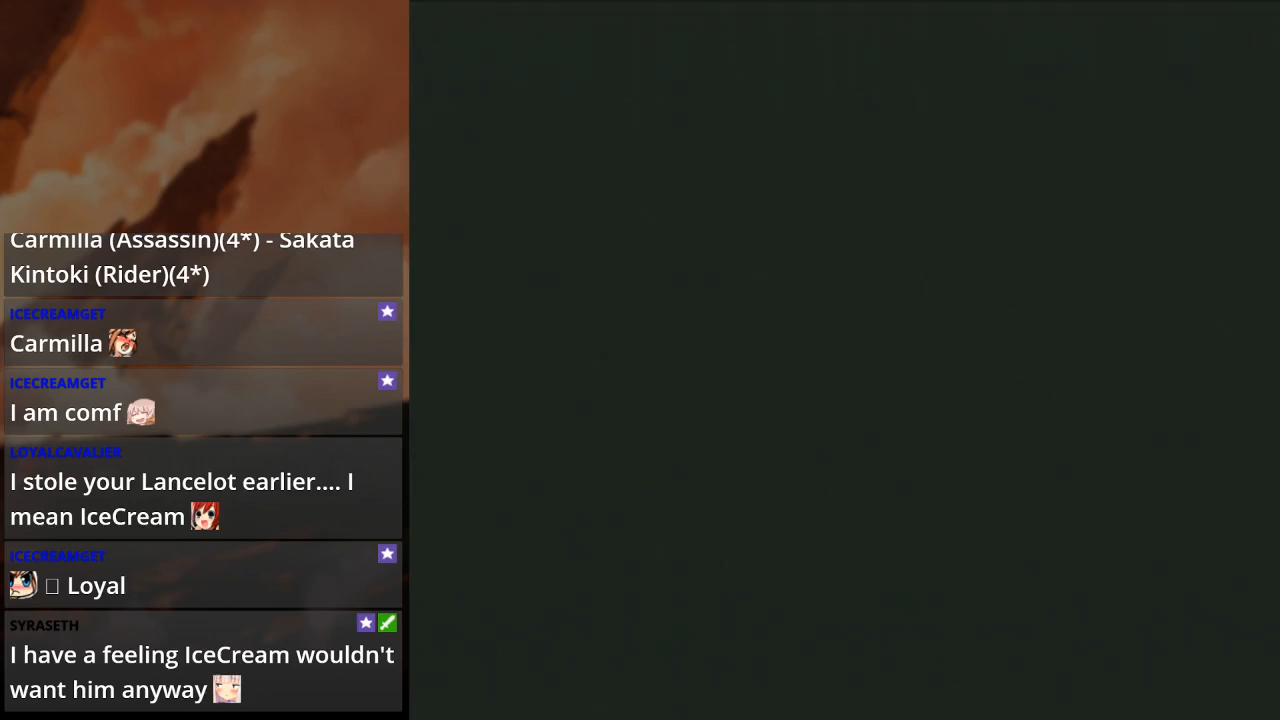 Carmilla (Assassin)(4*) - Sakata
Kintoki (Rider)(4*)
ICECREAMGET
Carmilla
ICECREAMGET
I am comf
LOYALCAVALIER
I stole your Lancelot earlier.... I
mean IceCream
ICECREAMGET
Loyal
SYRASETH
I have a feeling IceCream wouldn't
want him anyway